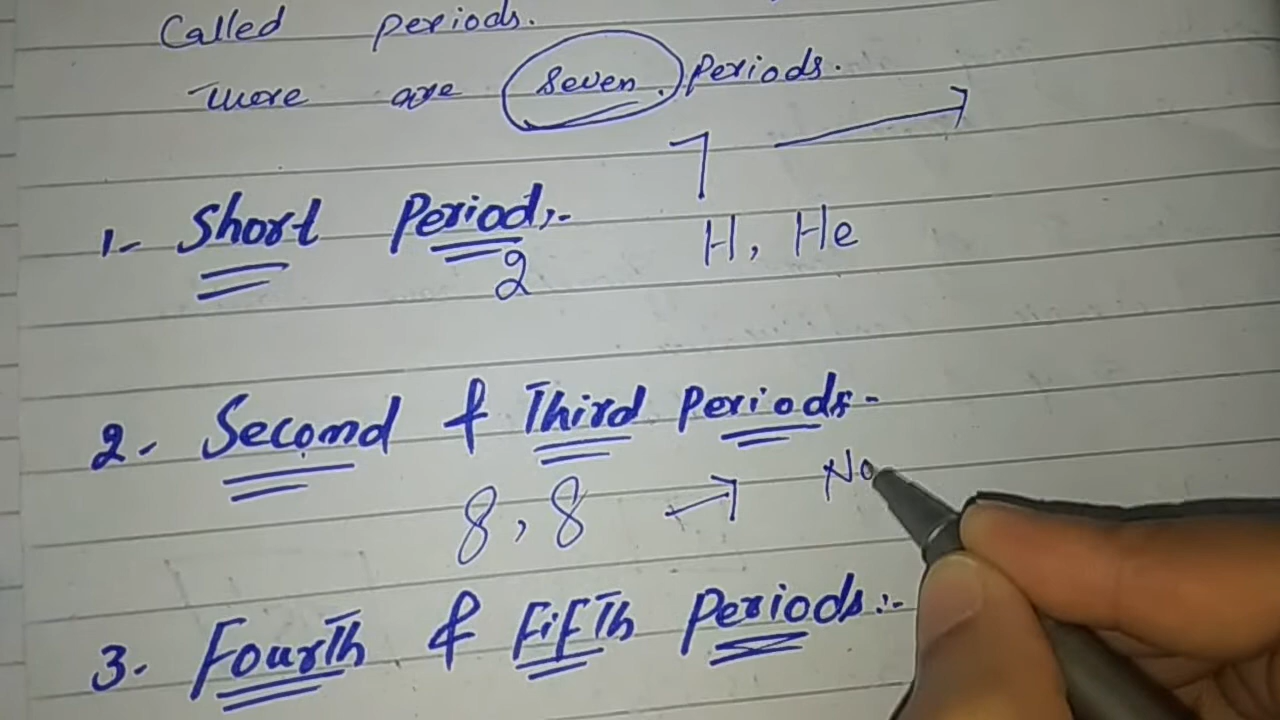 Called periods.
There are Seven. Periods.
1- Short Period,-
2
H, He
2- Second & Third Periods-
8, 8
No
3- Fourth & Fifth Periods:-